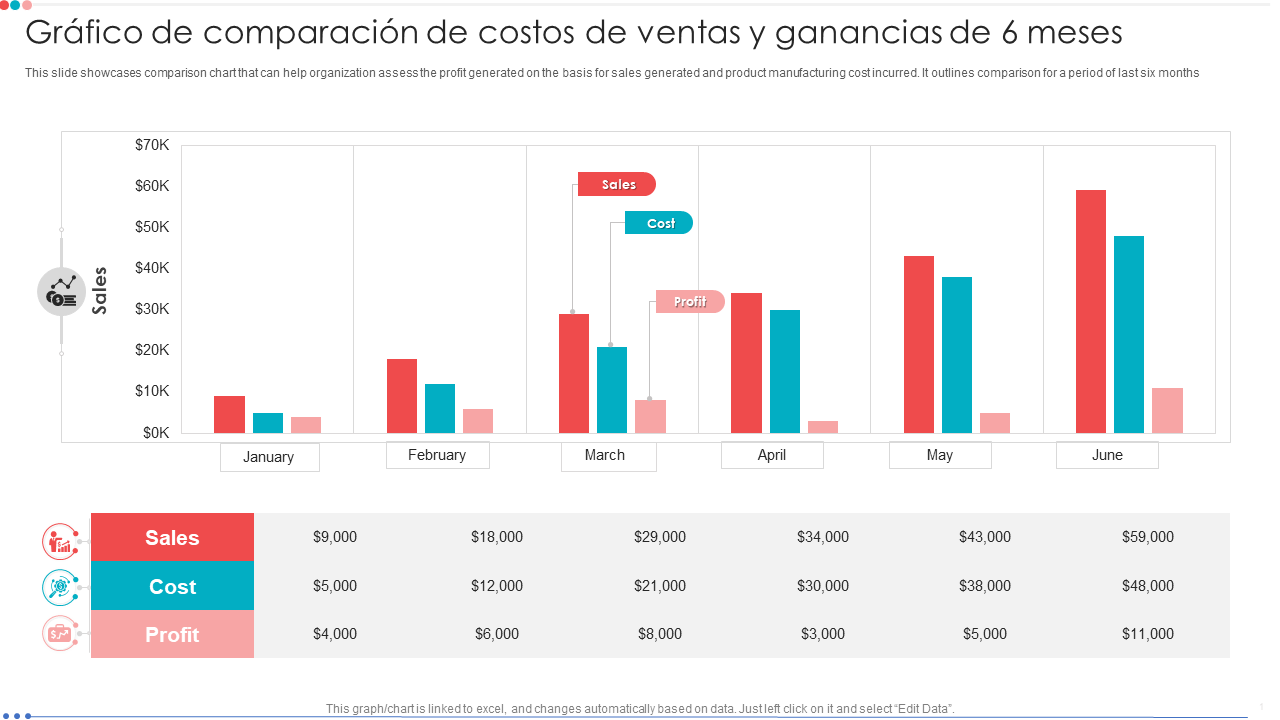 Gráfico de comparación de costos de ventas y ganancias de 6 meses
This slide showcases comparison chart that can help organization assess the profit generated on the basis for sales generated and product manufacturing cost incurred. It outlines comparison for a period of last six months
Sales
$70K
$60K
$50K
$40K
$30K
$20K
$10K
$0K
Sales
Cost
Profit
January February March April May June
Sales $9,000 $18,000 $29,000 $34,000 $43,000 $59,000
Cost $5,000 $12,000 $21,000 $30,000 $38,000 $48,000
Profit $4,000 $6,000 $8,000 $3,000 $5,000 $11,000
This graph/chart is linked to excel, and changes automatically based on data. Just left click on it and select “Edit Data”.
1